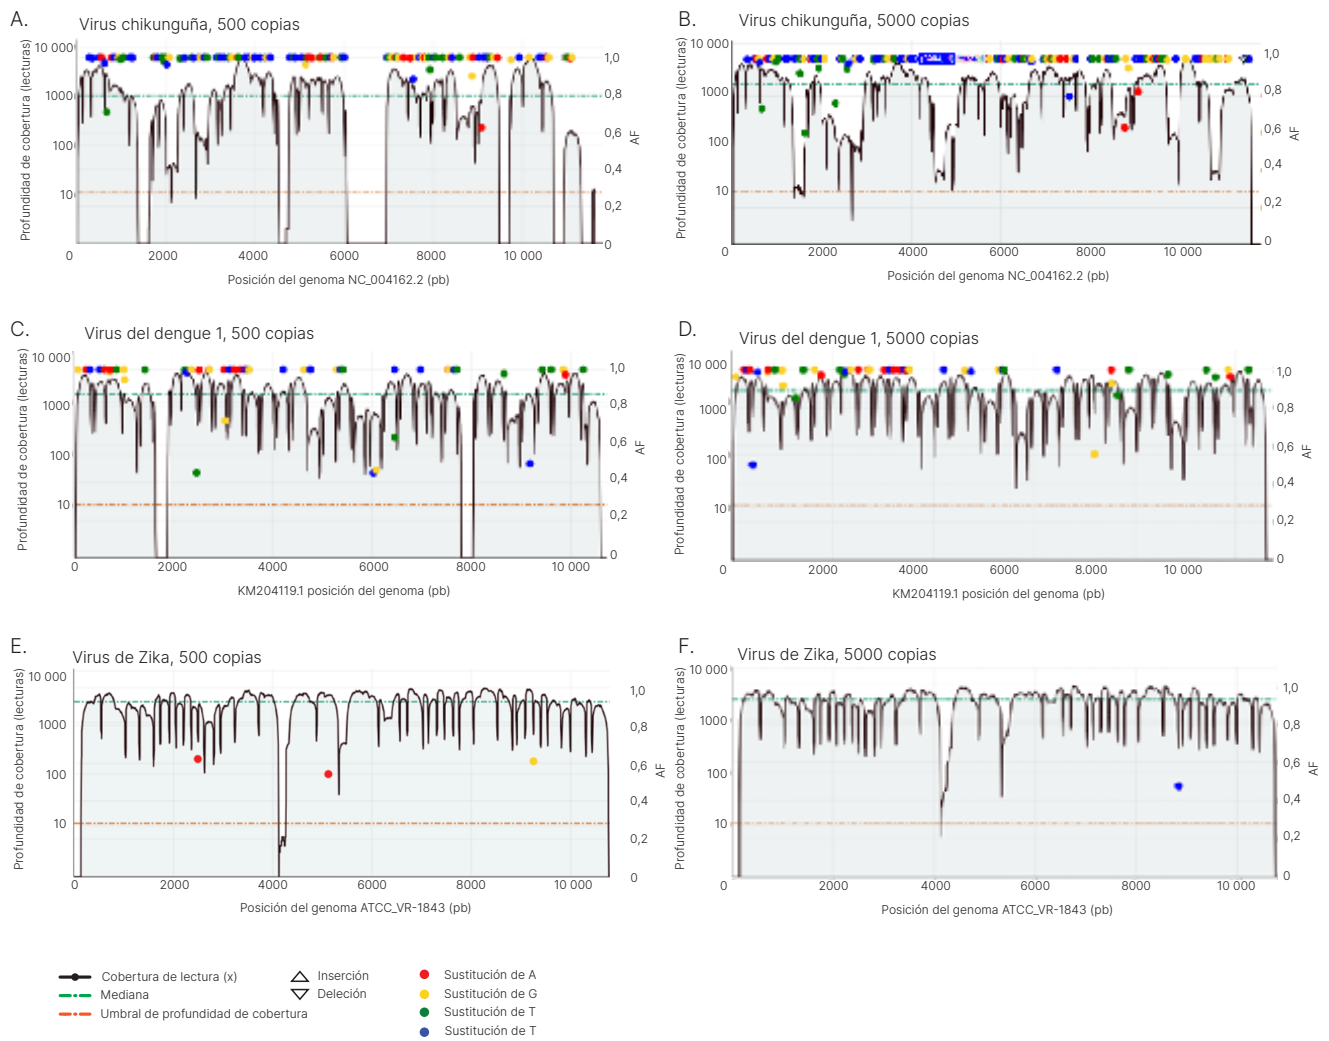 A.
Virus chikunguña, 500 copias
Profundidad de cobertura (lecturas)
10 000
1000
100
10
0
2000
4000
6000
8000
10 000
1,0
0,8
0,6
0,4
0,2
0
AF
Posición del genoma NC_004162.2 (pb)
B.
Virus chikunguña, 5000 copias
Profundidad de cobertura (lecturas)
10 000
1000
100
10
0
2000
4000
6000
8000
10 000
1,0
0,8
0,6
0,4
0,2
0
AF
Posición del genoma NC_004162.2 (pb)
C.
Virus del dengue 1, 500 copias
Profundidad de cobertura (lecturas)
10 000
1000
100
10
0
2000
4000
6000
8000
10 000
1,0
0,8
0,6
0,4
0,2
0
AF
KM204119.1 posición del genoma (pb)
D.
Virus del dengue 1, 5000 copias
Profundidad de cobertura (lecturas)
10 000
1000
100
10
0
2000
4000
6000
8.000
10 000
1,0
0,8
0,6
0,4
0,2
0
AF
KM204119.1 posición del genoma (pb)
E.
Virus de Zika, 500 copias
Profundidad de cobertura (lecturas)
10 000
1000
100
10
0
2000
4000
6000
8000
10 000
1,0
0,8
0,6
0,4
0,2
0
AF
Posición del genoma ATCC_VR-1843 (pb)
F.
Virus de Zika, 5000 copias
Profundidad de cobertura (lecturas)
10 000
1000
100
10
0
2000
4000
6000
8000
10 000
1,0
0,8
0,6
0,4
0,2
0
AF
Posición del genoma ATCC_VR-1843 (pb)
Cobertura de lectura (x)
Mediana
Umbral de profundidad de cobertura
Inserción
Deleción
Sustitución de A
Sustitución de G
Sustitución de T
Sustitución de T